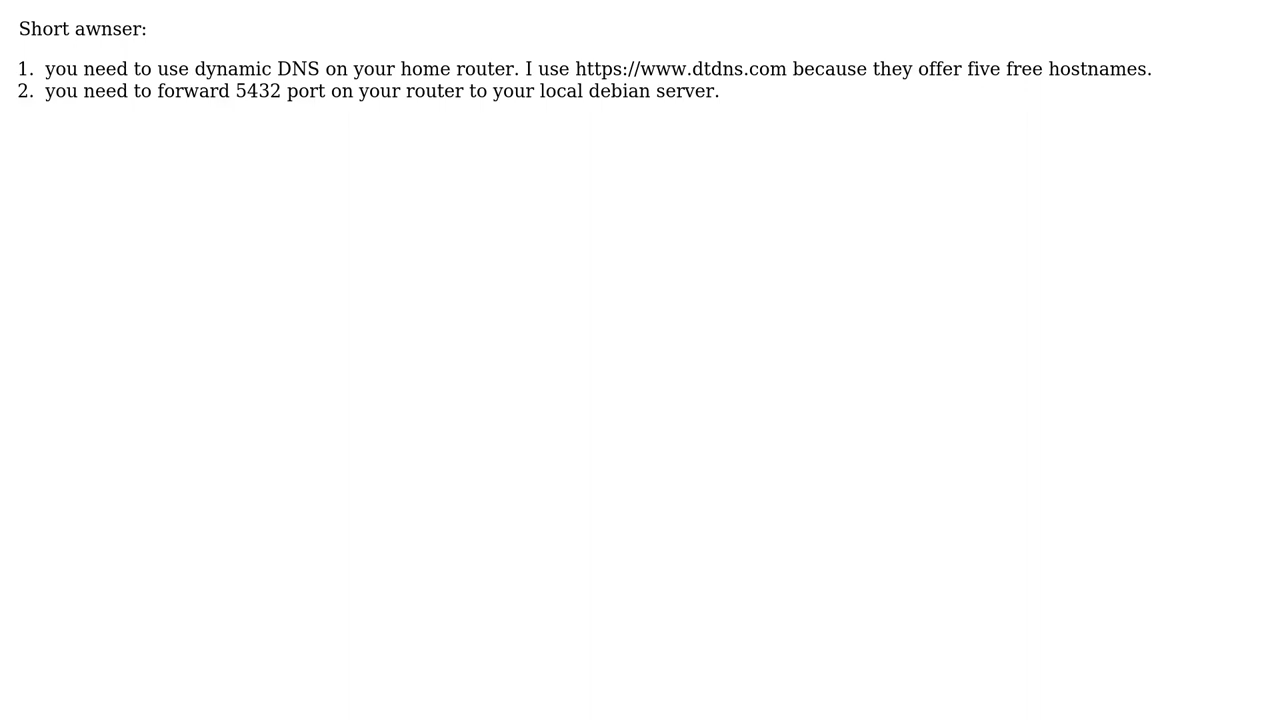 Short awnser:
1. you need to use dynamic DNS on your home router. I use https://www.dtdns.com because they offer five free hostnames.
2. you need to forward 5432 port on your router to your local debian server.